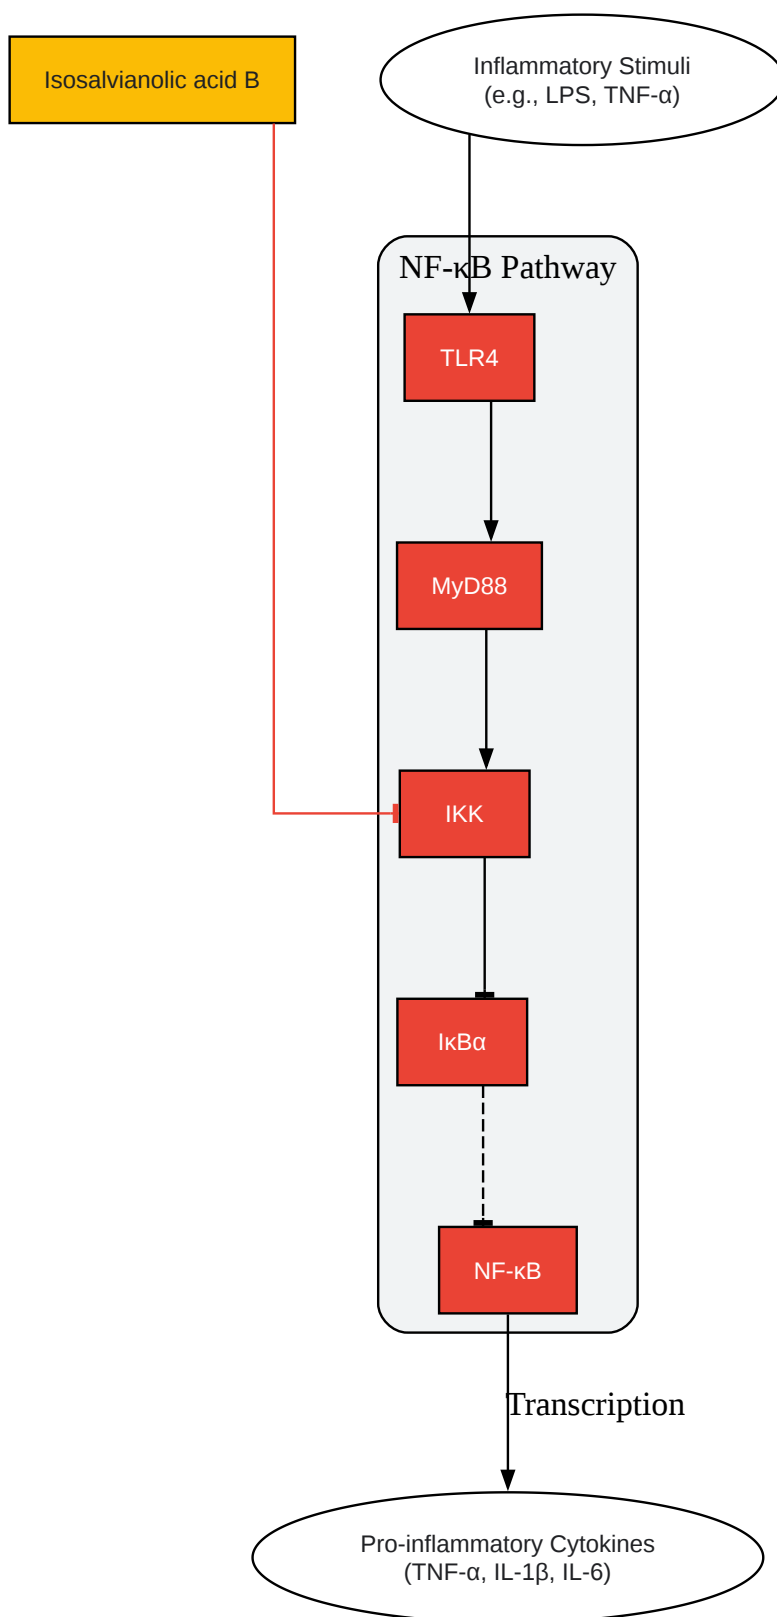 Isosalvianolic acid B
Inflammatory Stimuli
(e.g., LPS, TNF-α)
NF-κB Pathway
TLR4
MyD88
IKK
IκBα
NF-κB
Transcription
Pro-inflammatory Cytokines
(TNF-α, IL-1β, IL-6)